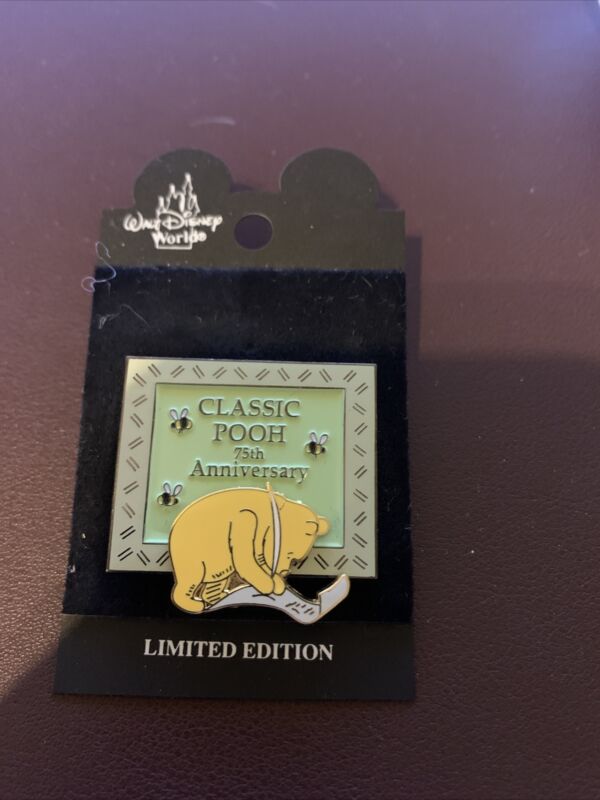 WALT DISNEY
World®
CLASSIC
POOH
75th
Anniversary
LIMITED EDITION